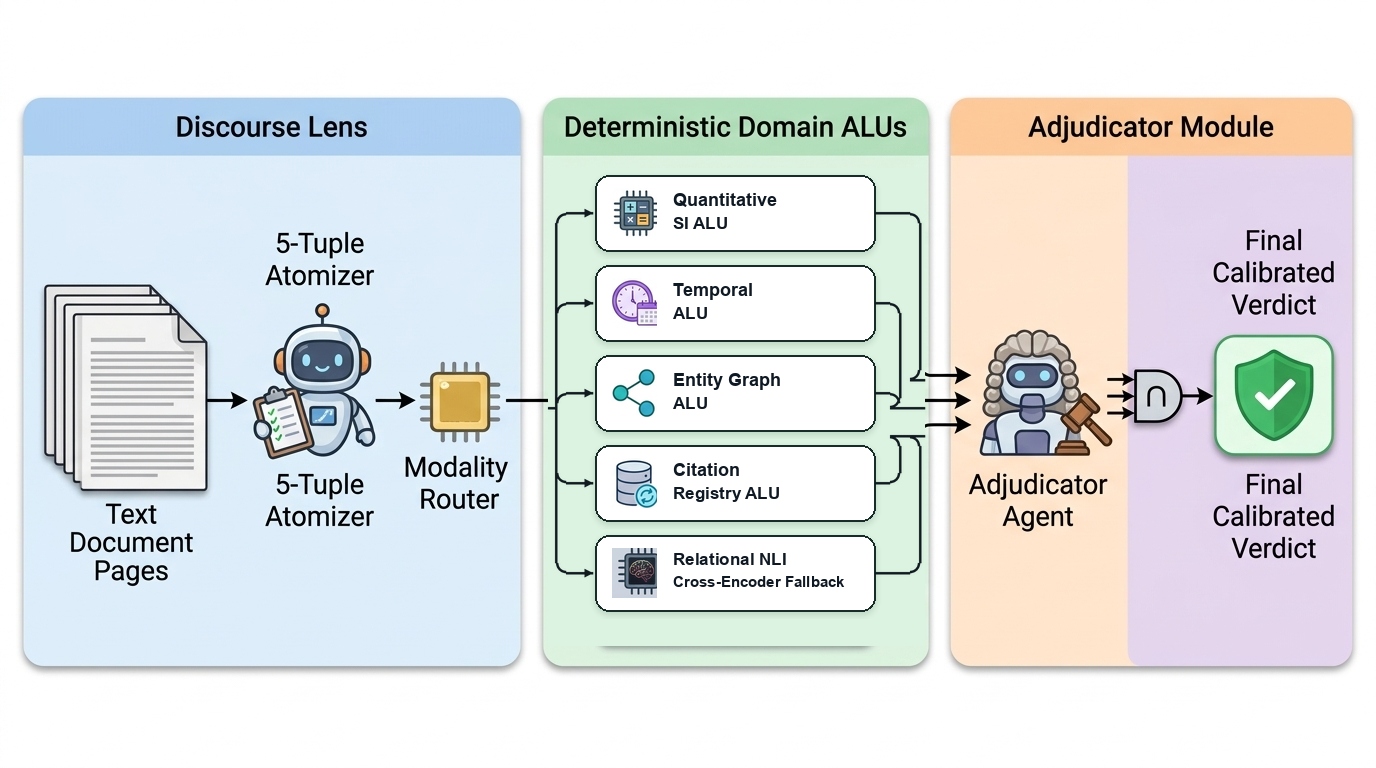 Discourse Lens
5-Tuple
Atomizer
Text
Document
Pages
5-Tuple
Atomizer
Modality
Router
Deterministic Domain ALUs
Quantitative
SI ALU
Temporal
ALU
Entity Graph
ALU
Citation
Registry ALU
Relational NLI
Cross-Encoder Fallback
Adjudicator Module
Adjudicator
Agent
∩
Final
Calibrated
Verdict
Final
Calibrated
Verdict